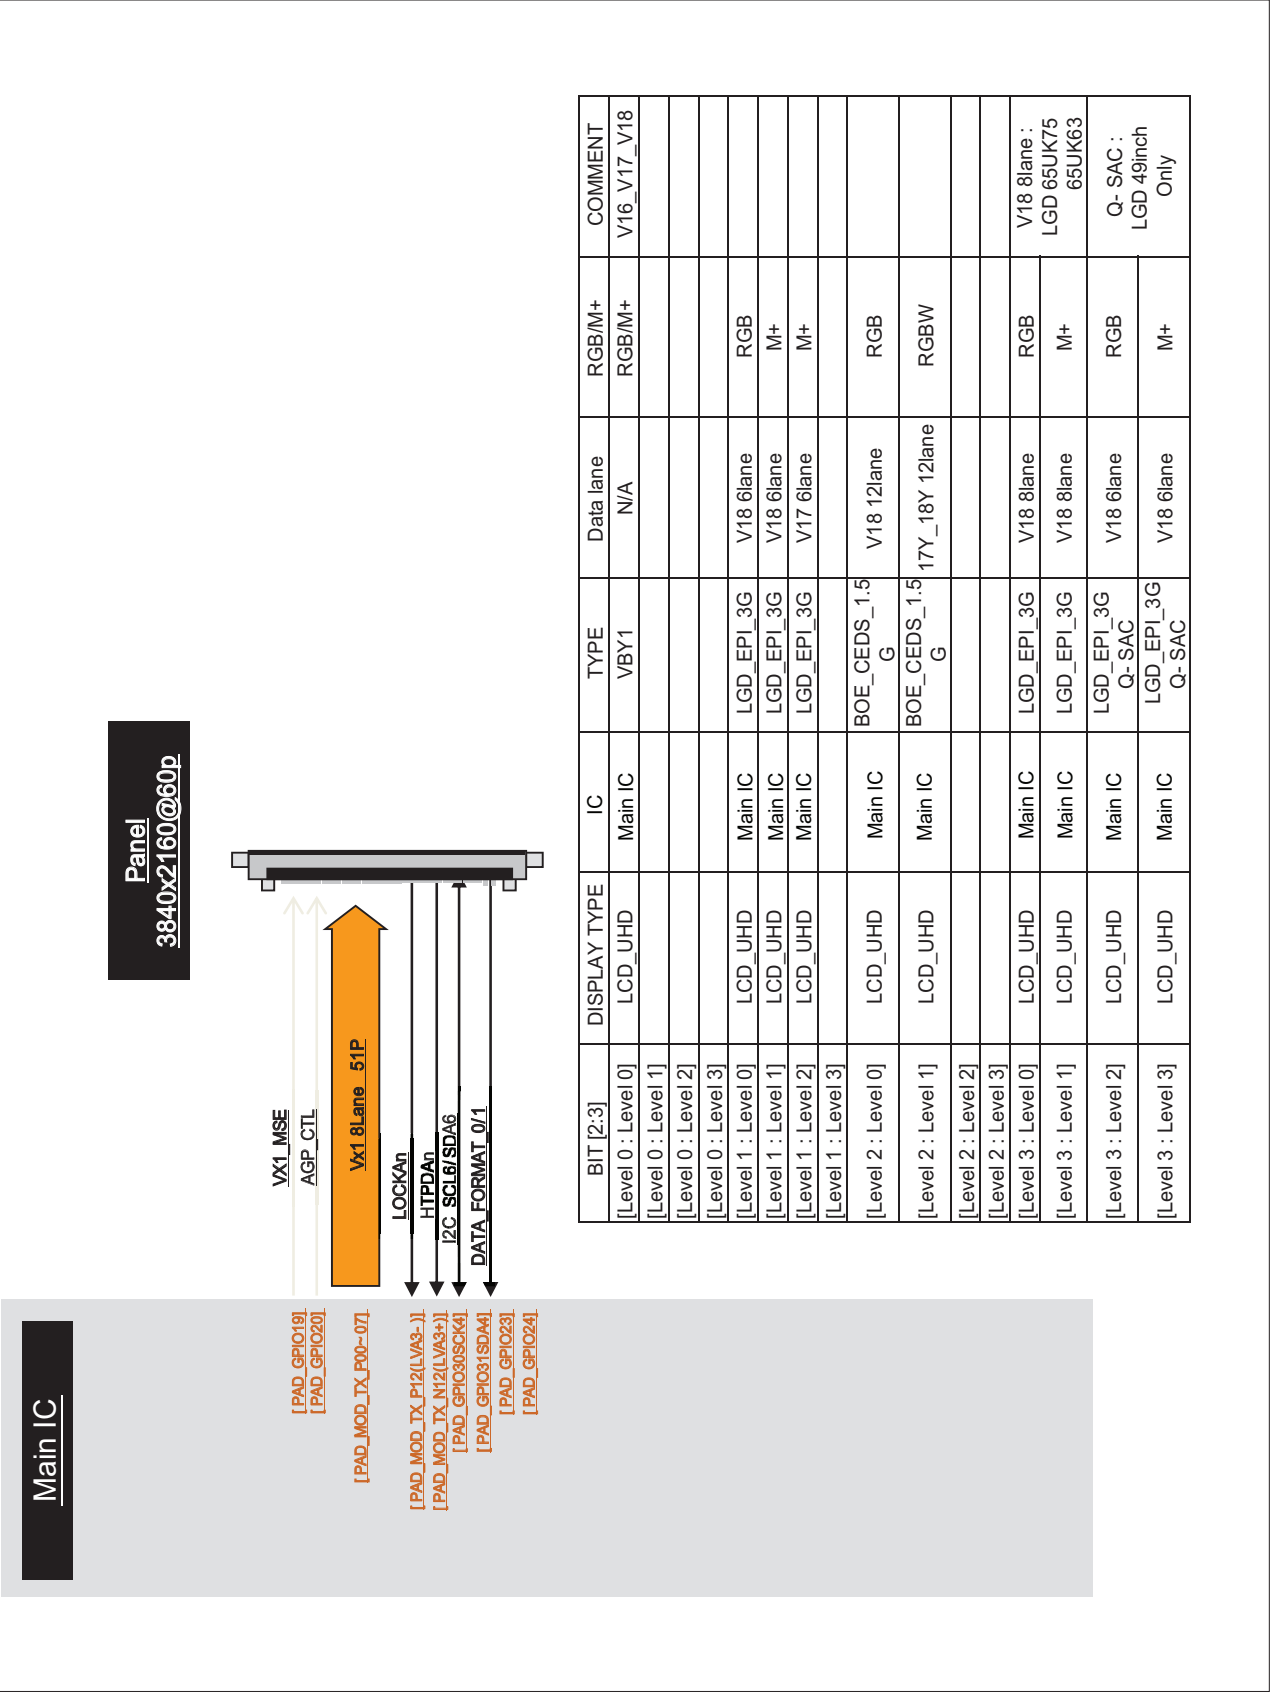 Main IC
Panel
3840x2160@60p
[ PAD_GPIO19]
[ PAD_GPIO20]
[ PAD_MOD_TX_P00~ 07]
[ PAD_MOD_TX_P12(LVA3- )]
[ PAD_MOD_TX_N12(LVA3+)]
[ PAD_GPIO30SCK4]
[ PAD_GPIO31SDA4]
[ PAD_GPIO23]
[ PAD_GPIO24]
VX1_MSE
AGP_CTL
Vx1 8Lane 51P
LOCKAn
HTPDAn
I2C_SCL6/SDA6
DATA_FORMAT_0/1
BIT [2:3] DISPLAY TYPE IC TYPE Data lane RGB/M+ COMMENT
[Level 0 : Level 0] LCD_UHD Main IC VBY1 N/A RGB/M+ V16_V17_V18
[Level 0 : Level 1]
[Level 0 : Level 2]
[Level 0 : Level 3]
[Level 1 : Level 0] LCD_UHD Main IC LGD_EPI_3G V18 6lane RGB
[Level 1 : Level 1] LCD_UHD Main IC LGD_EPI_3G V18 6lane M+
[Level 1 : Level 2] LCD_UHD Main IC LGD_EPI_3G V17 6lane M+
[Level 1 : Level 3]
[Level 2 : Level 0] LCD_UHD Main IC BOE_CEDS_1.5
G V18 12lane RGB
[Level 2 : Level 1] LCD_UHD Main IC BOE_CEDS_1.5
G 17Y_18Y 12lane RGBW
[Level 2 : Level 2]
[Level 2 : Level 3]
[Level 3 : Level 0] LCD_UHD Main IC LGD_EPI_3G V18 8lane RGB
[Level 3 : Level 1] LCD_UHD Main IC LGD_EPI_3G V18 8lane M+
V18 8lane :
LGD 65UK75
65UK63
[Level 3 : Level 2] LCD_UHD Main IC LGD_EPI_3G
Q- SAC V18 6lane RGB
[Level 3 : Level 3] LCD_UHD Main IC LGD_EPI_3G
Q- SAC V18 6lane M+
Q- SAC :
LGD 49inch
Only